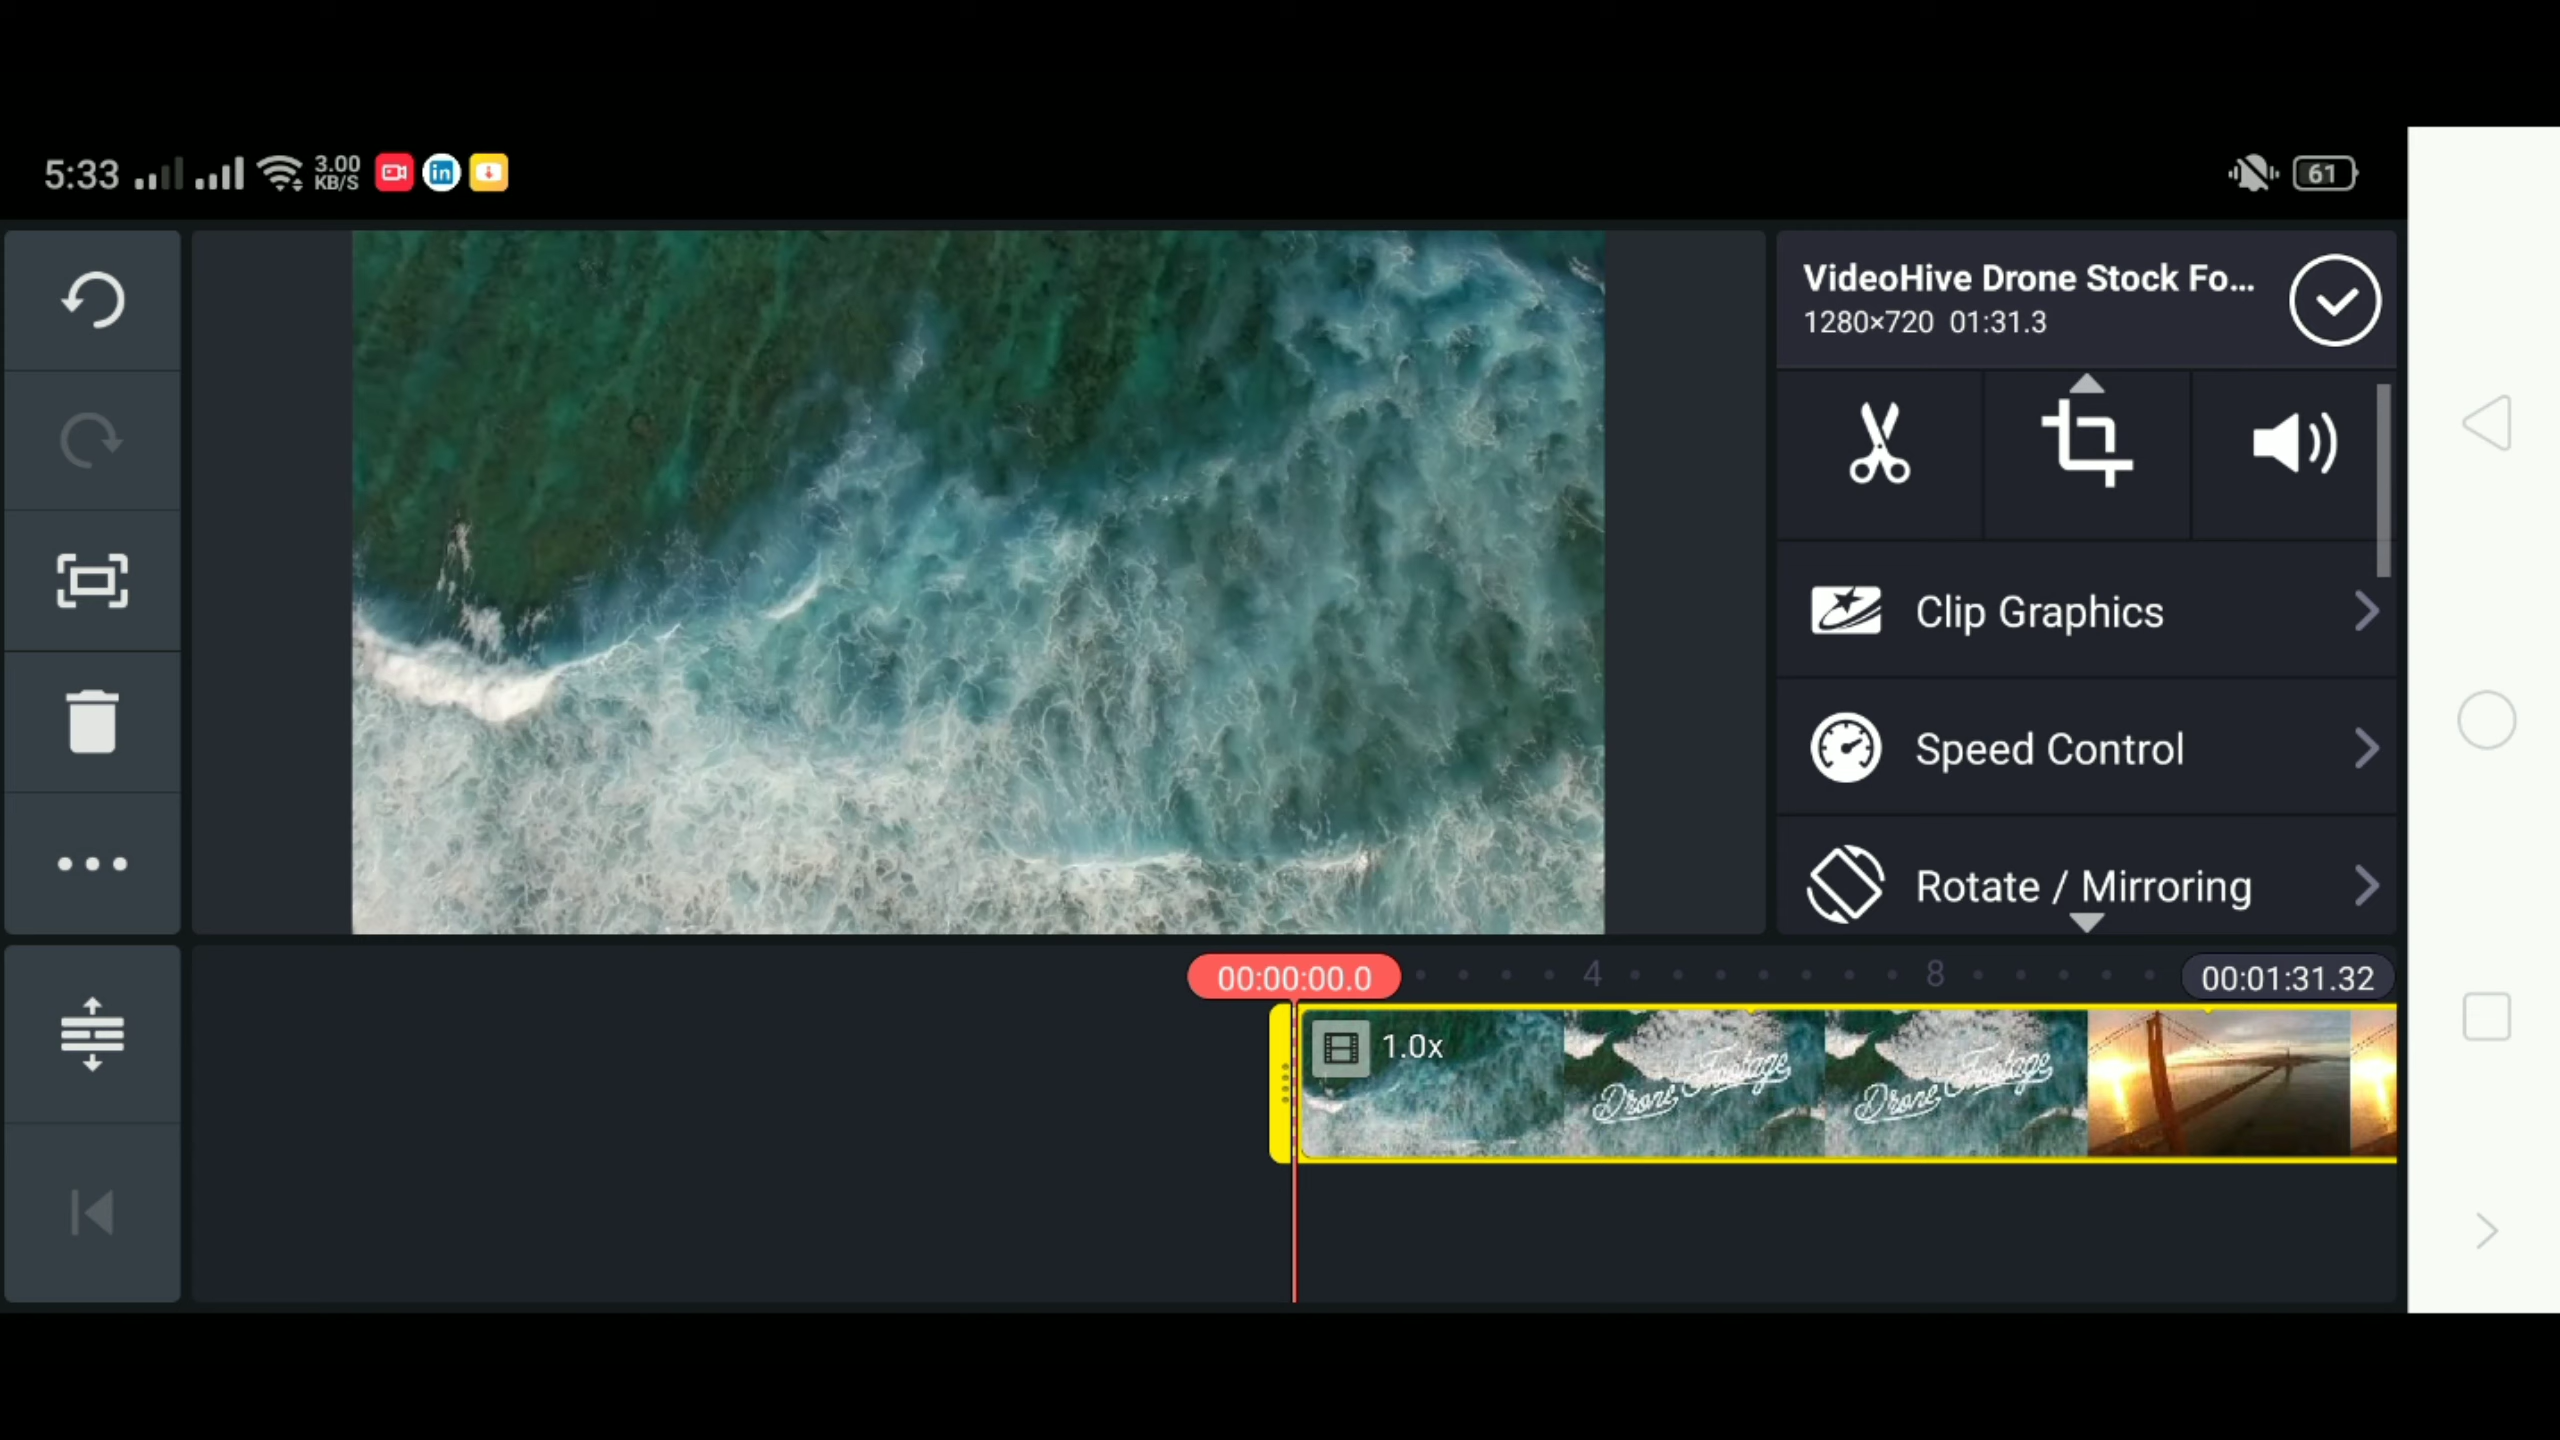 5:33 3.00 KB/S in 61
VideoHive Drone Stock Fo...
1280×720 01:31.3
Clip Graphics
Speed Control
Rotate / Mirroring
00:00:00.0 4 8 00:01:31.32
1.0x
Drone Footage Drone Footage